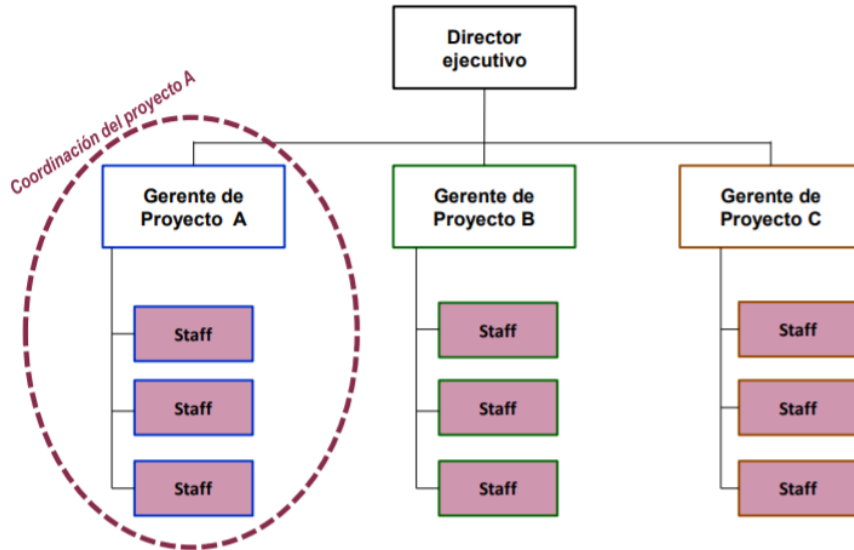 Director
ejecutivo
Coordinación del proyecto A
Gerente de
Proyecto A
Gerente de
Proyecto B
Gerente de
Proyecto C
Staff
Staff
Staff
Staff
Staff
Staff
Staff
Staff
Staff